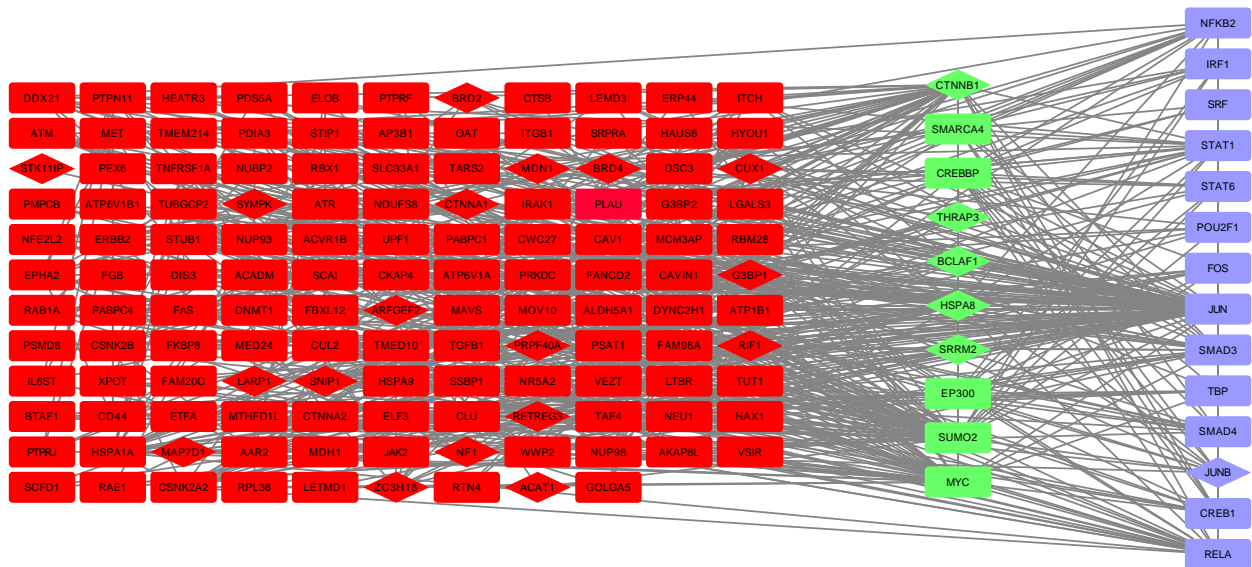 DDX21 PTPN11 HEATR3 PDS5A ELOB PTPRF BRD2 CTSB LEMD3 ERP44 ITCH
ATM MET TMEM214 PDIA3 STIP1 AP3B1 OAT ITGB1 SRPRA HAUS6 HYOU1
STK11IP PEX6 TNFRSF1A NUBP2 RBX1 SLC33A1 TARS2 MDN1 BRD4 DSC3 CUX1
PMPCB ATP6V1B1 TUBGCP2 SYMPK ATR NDUFS8 CTNNA1 IRAK1 PLAU G3BP2 LGALS3
NFE2L2 ERBB2 STUB1 NUP93 ACVR1B UPF1 PABPC1 CWC27 CAV1 MCM3AP RBM28
EPHA2 FGB DIS3 ACADM SCAI CKAP4 ATP6V1A PRKDC FANCD2 CAVIN1 G3BP1
RAB1A PABPC4 FAS DNMT1 FBXL12 ARFGEF2 MAVS MOV10 ALDH5A1 DYNC2H1 ATP1B1
PSMD8 CSNK2B FKBP8 MED24 CUL2 TMED10 TGFB1 PRPF40A PSAT1 FAM98A RIF1
IL6ST XPOT FAM20C LARP1 SNIP1 HSPA9 SSBP1 NR5A2 VEZT LTBR TUT1
BTAF1 CD44 ETFA MTHFD1L CTNNA2 ELF3 CLU RETREG3 TAF4 NEU1 HAX1
PTPRJ HSPA1A MAP7D1 AAR2 MDH1 JAK2 NF1 WWP2 NUP98 AKAP8L VSIR
SCFD1 RAE1 CSNK2A2 RPL36 LETMD1 ZC3H18 RTN4 ACAT1 GOLGA5
CTNNB1
SMARCA4
CREBBP
THRAP3
BCLAF1
HSPA8
SRRM2
EP300
SUMO2
MYC
NFKB2
IRF1
SRF
STAT1
STAT6
POU2F1
FOS
JUN
SMAD3
TBP
SMAD4
JUNB
CREB1
RELA